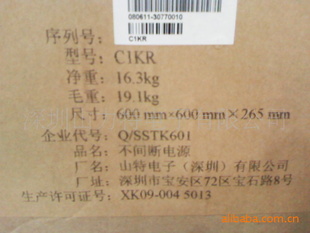 080611-30770010
序列号：
C1KR
型号：C1KR
净重：16.3kg
毛重：19.1kg
尺寸：600 mm×600 mm×265 mm
企业代号：Q/SSTK601
品名：不间断电源
厂名：山特电子（深圳）有限公司
厂址：深圳市宝安区72区宝石路8号
生产许可证号：XK09-004 5013